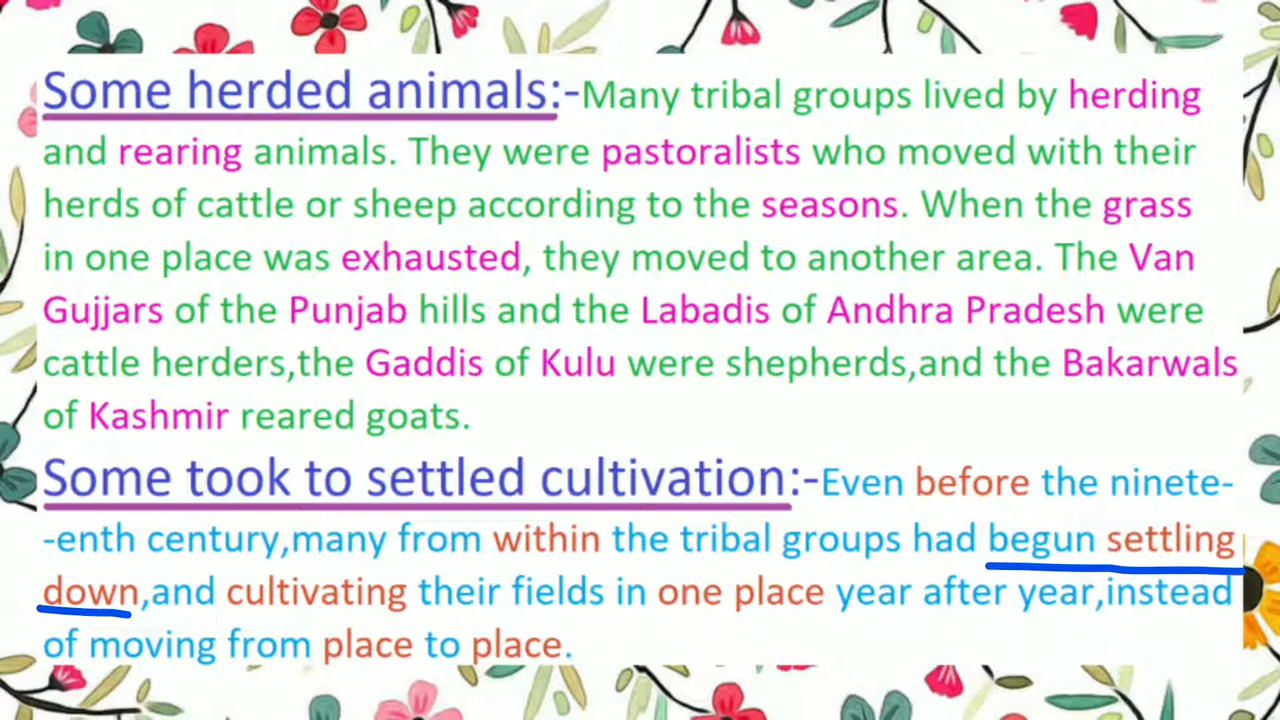 Some herded animals:-Many tribal groups lived by herding
and rearing animals. They were pastoralists who moved with their
herds of cattle or sheep according to the seasons. When the grass
in one place was exhausted, they moved to another area. The Van
Gujjars of the Punjab hills and the Labadis of Andhra Pradesh were
cattle herders,the Gaddis of Kulu were shepherds,and the Bakarwals
of Kashmir reared goats.
Some took to settled cultivation:-Even before the ninete-
-enth century,many from within the tribal groups had begun settling
down,and cultivating their fields in one place year after year,instead
of moving from place to place.